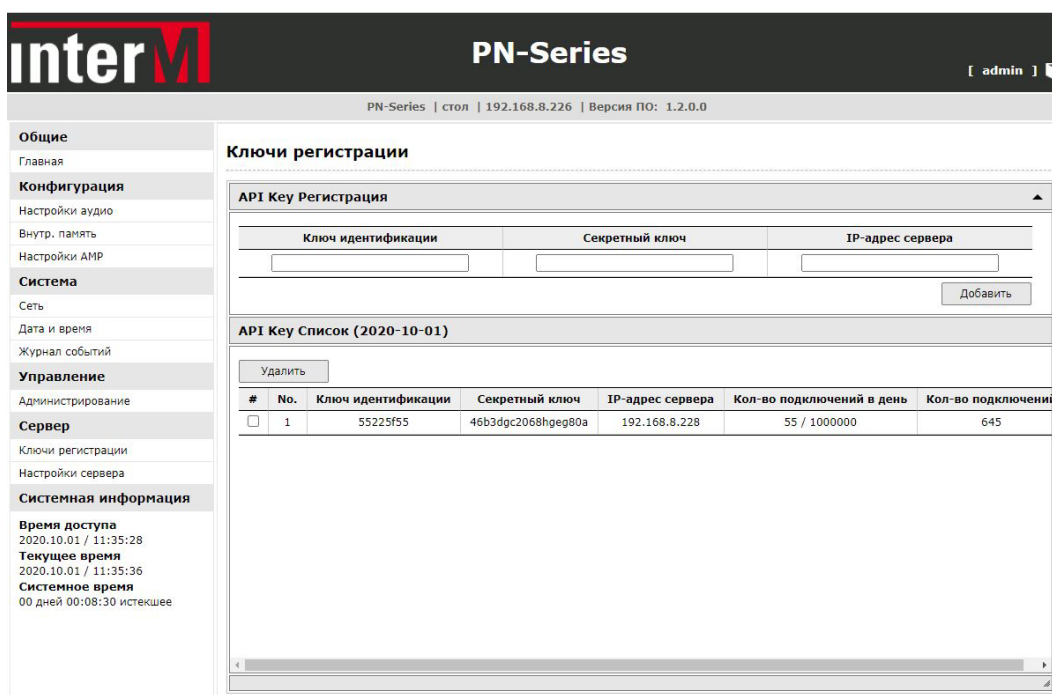 interM
PN-Series
[ admin ]
PN-Series | стол | 192.168.8.226 | Версия ПО: 1.2.0.0
Общие
Главная
Конфигурация
Настройки аудио
Внутр. память
Настройки AMP
Система
Сеть
Дата и время
Журнал событий
Управление
Администрирование
Сервер
Ключи регистрации
Настройки сервера
Системная информация
Время доступа
2020.10.01 / 11:35:28
Текущее время
2020.10.01 / 11:35:36
Системное время
00 дней 00:08:30 истекшее
Ключи регистрации
API Key Регистрация
Ключ идентификации Секретный ключ IP-адрес сервера
Добавить
API Key Список (2020-10-01)
Удалить
# No. Ключ идентификации Секретный ключ IP-адрес сервера Кол-во подключений в день Кол-во подключений
1 55225f55 46b3dgc2068hgeg80a 192.168.8.228 55 / 1000000 645